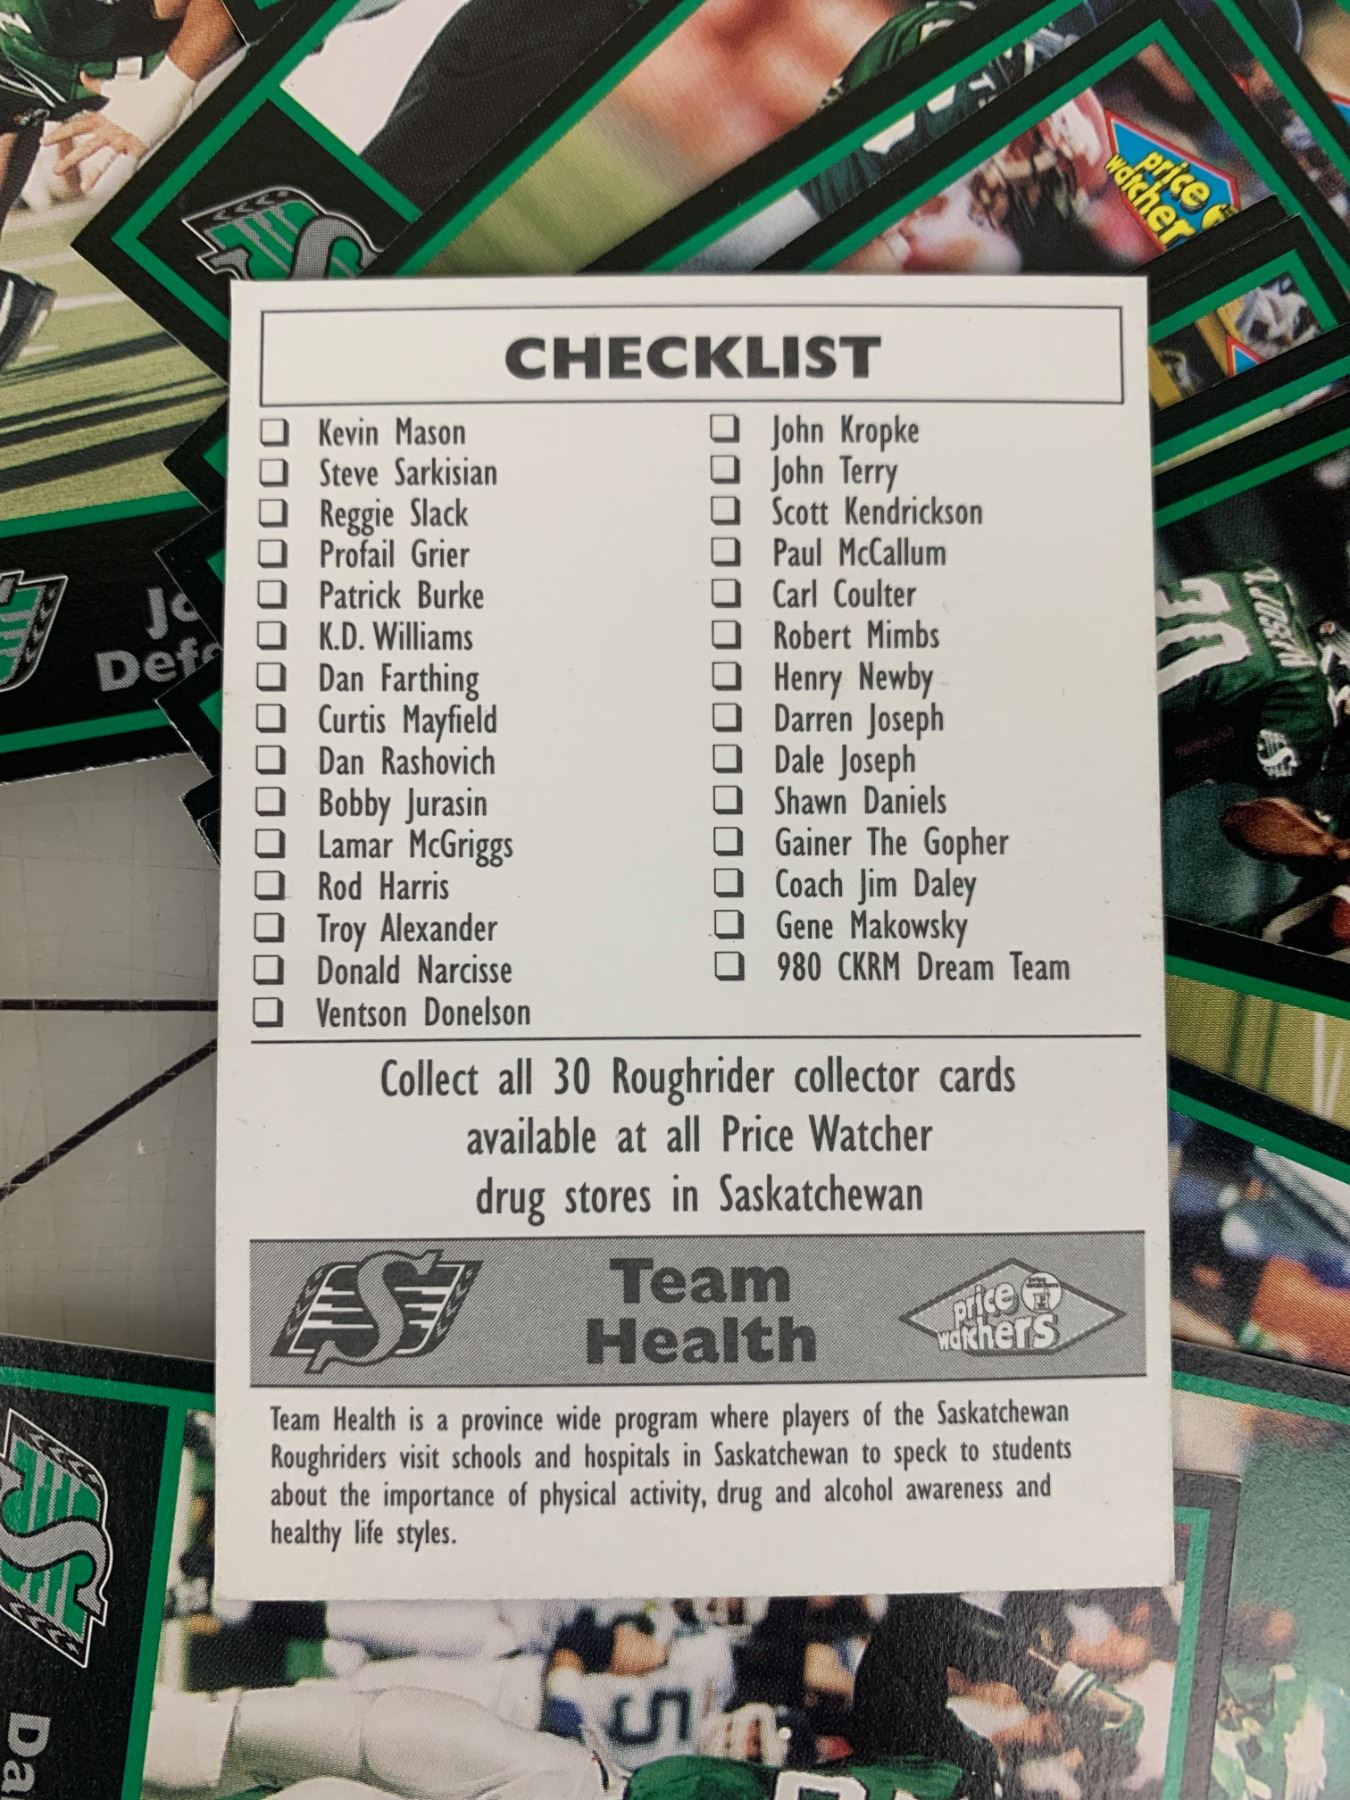 price
watcher
CHECKLIST
Kevin Mason
Steve Sarkisian
Reggie Slack
Profail Grier
Patrick Burke
K.D. Williams
Dan Farthing
Curtis Mayfield
Dan Rashovich
Bobby Jurasin
Lamar McGriggs
Rod Harris
Troy Alexander
Donald Narcisse
Ventson Donelson
John Kropke
John Terry
Scott Kendrickson
Paul McCallum
Carl Coulter
Robert Mimbs
Henry Newby
Darren Joseph
Dale Joseph
Shawn Daniels
Gainer The Gopher
Coach Jim Daley
Gene Makowsky
980 CKRM Dream Team
Collect all 30 Roughrider collector cards
available at all Price Watcher
drug stores in Saskatchewan
S
Team
Health
price
watchers
Team Health is a province wide program where players of the Saskatchewan
Roughriders visit schools and hospitals in Saskatchewan to speck to students
about the importance of physical activity, drug and alcohol awareness and
healthy life styles.
Jo
Defe
D. JOSEPH
20
S
S
Da
5